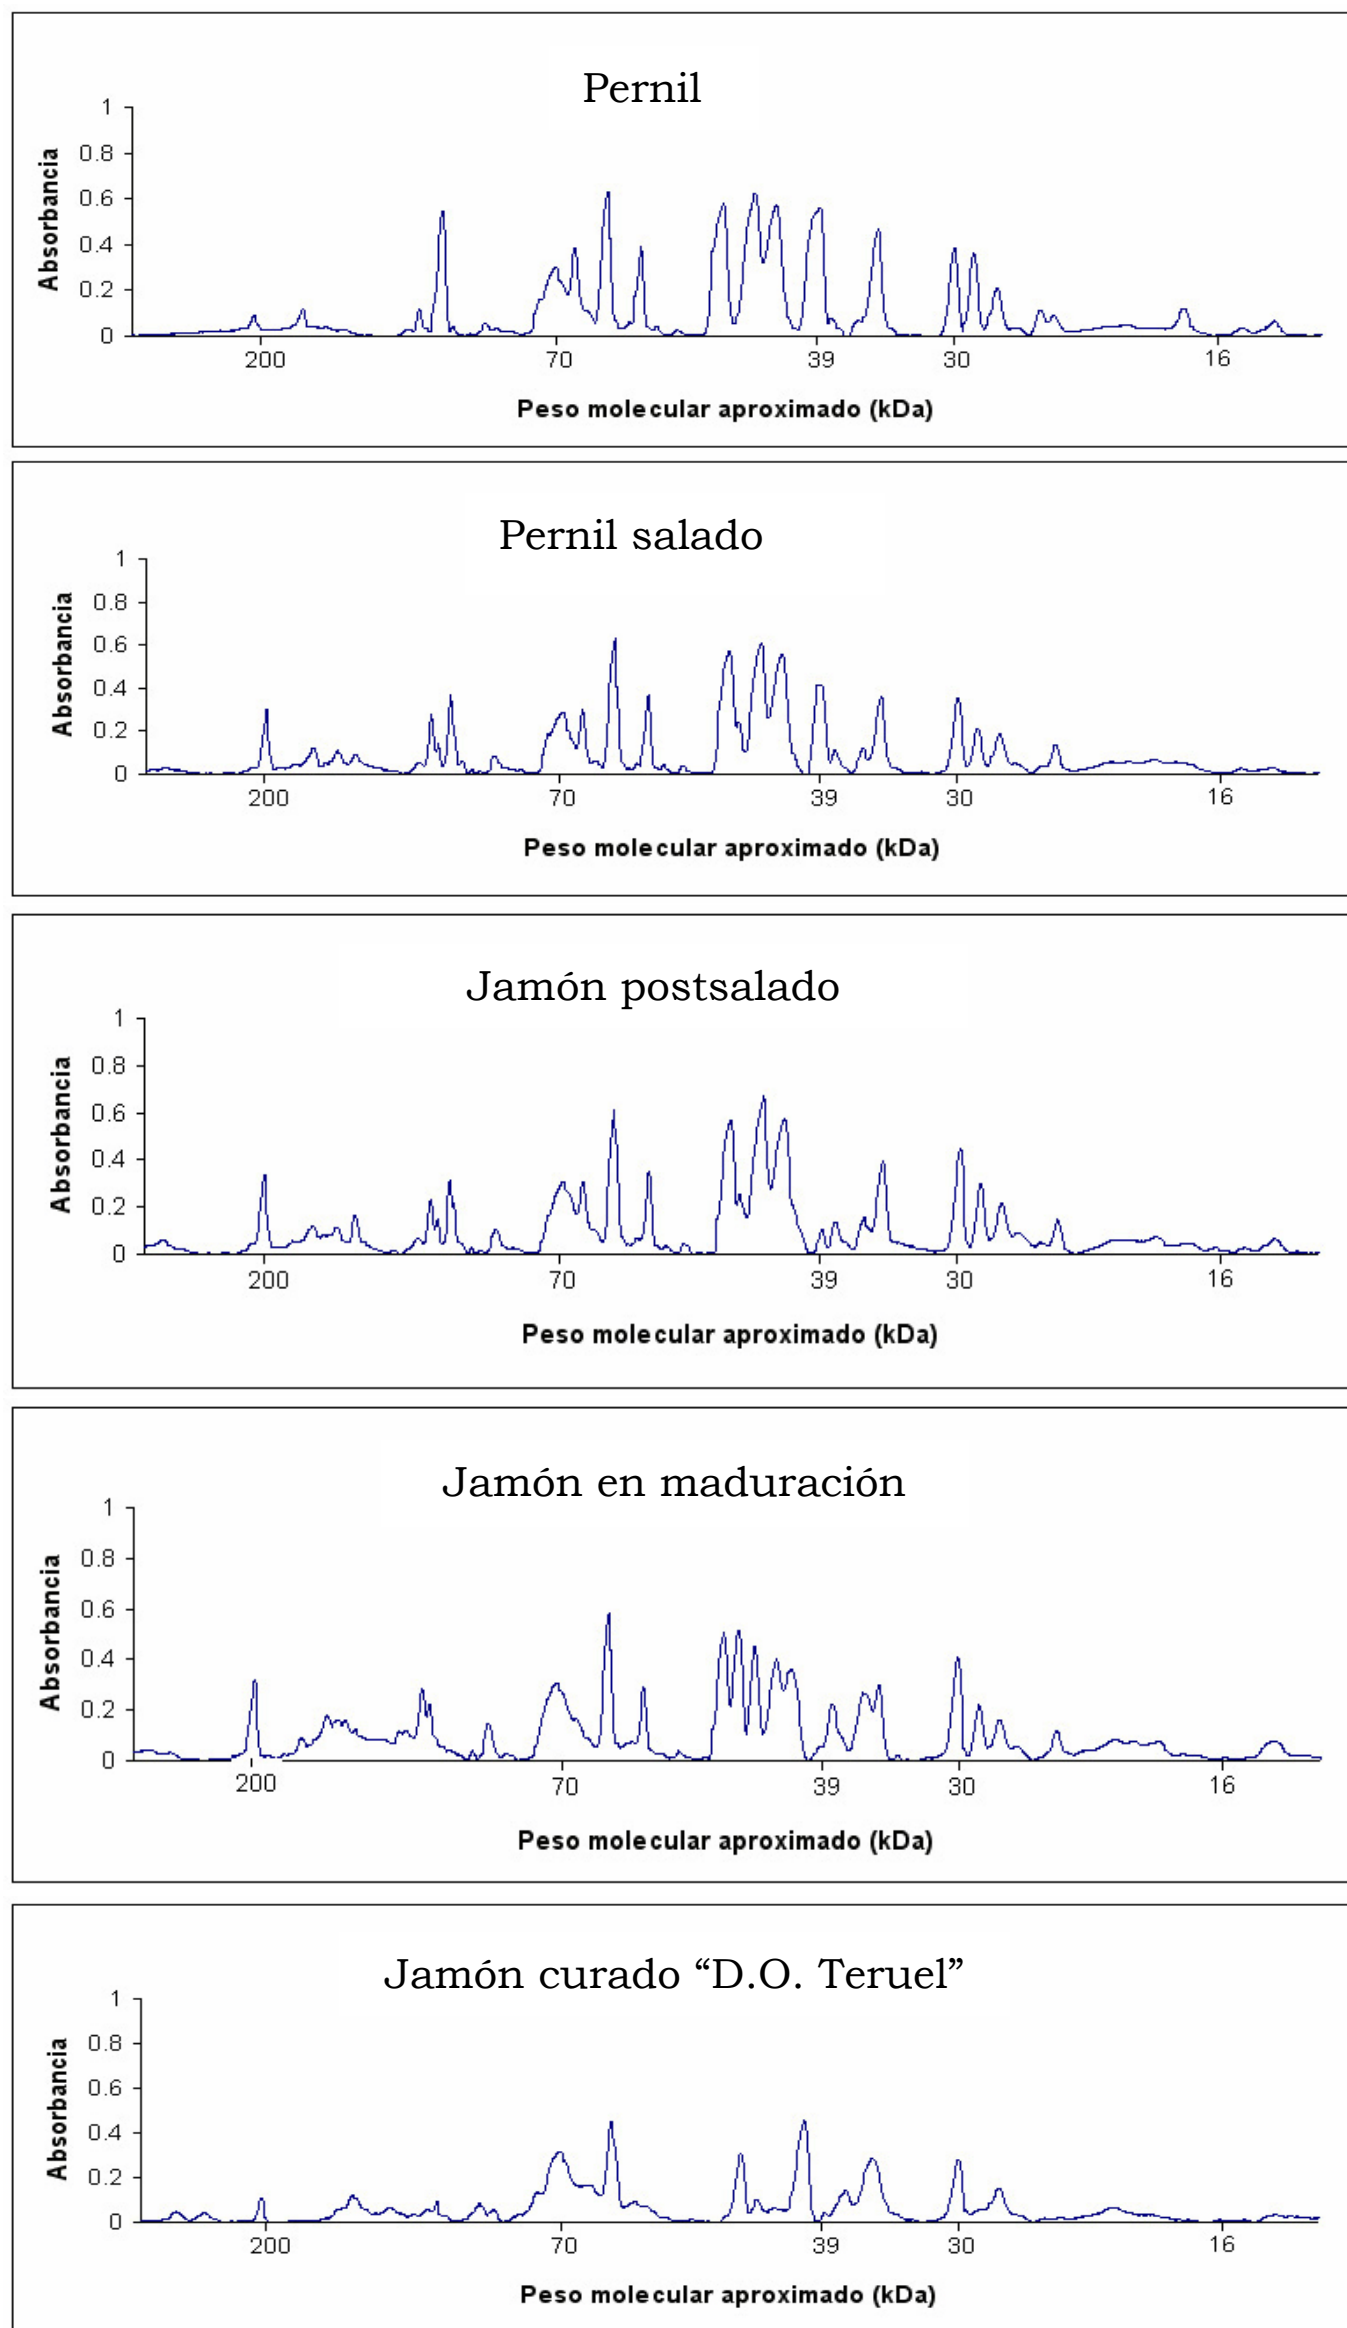 Pernil
1
0.8
0.6
0.4
0.2
0
Absorbancia
200 70 39 30 16
Peso molecular aproximado (kDa)
Pernil salado
1
0.8
0.6
0.4
0.2
0
Absorbancia
200 70 39 30 16
Peso molecular aproximado (kDa)
Jamón postsalado
1
0.8
0.6
0.4
0.2
0
Absorbancia
200 70 39 30 16
Peso molecular aproximado (kDa)
Jamón en maduración
1
0.8
0.6
0.4
0.2
0
Absorbancia
200 70 39 30 16
Peso molecular aproximado (kDa)
Jamón curado “D.O. Teruel”
1
0.8
0.6
0.4
0.2
0
Absorbancia
200 70 39 30 16
Peso molecular aproximado (kDa)